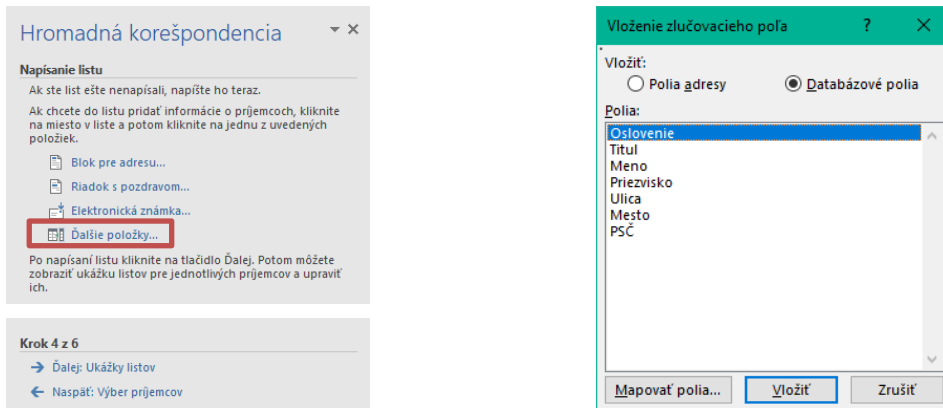 Hromadná korešpondencia
Napísanie listu
Ak ste list ešte nenapísali, napíšte ho teraz.
Ak chcete do listu pridať informácie o príjemcoch, kliknite
na miesto v liste a potom kliknite na jednu z uvedených
položiek.
Blok pre adresu...
Riadok s pozdravom...
Elektronická známka...
Ďalšie položky...
Po napísaní listu kliknite na tlačidlo Ďalej. Potom môžete
zobraziť ukážku listov pre jednotlivých príjemcov a upraviť
ich.
Krok 4 z 6
Ďalej: Ukážky listov
Naspäť: Výber príjemcov
Vloženie zlučovacieho poľa
?
Vložiť:
Polia adresy
Databázové polia
Polia:
Oslovenie
Titul
Meno
Priezvisko
Ulica
Mesto
PSČ
Mapovať polia...
Vložiť
Zrušiť